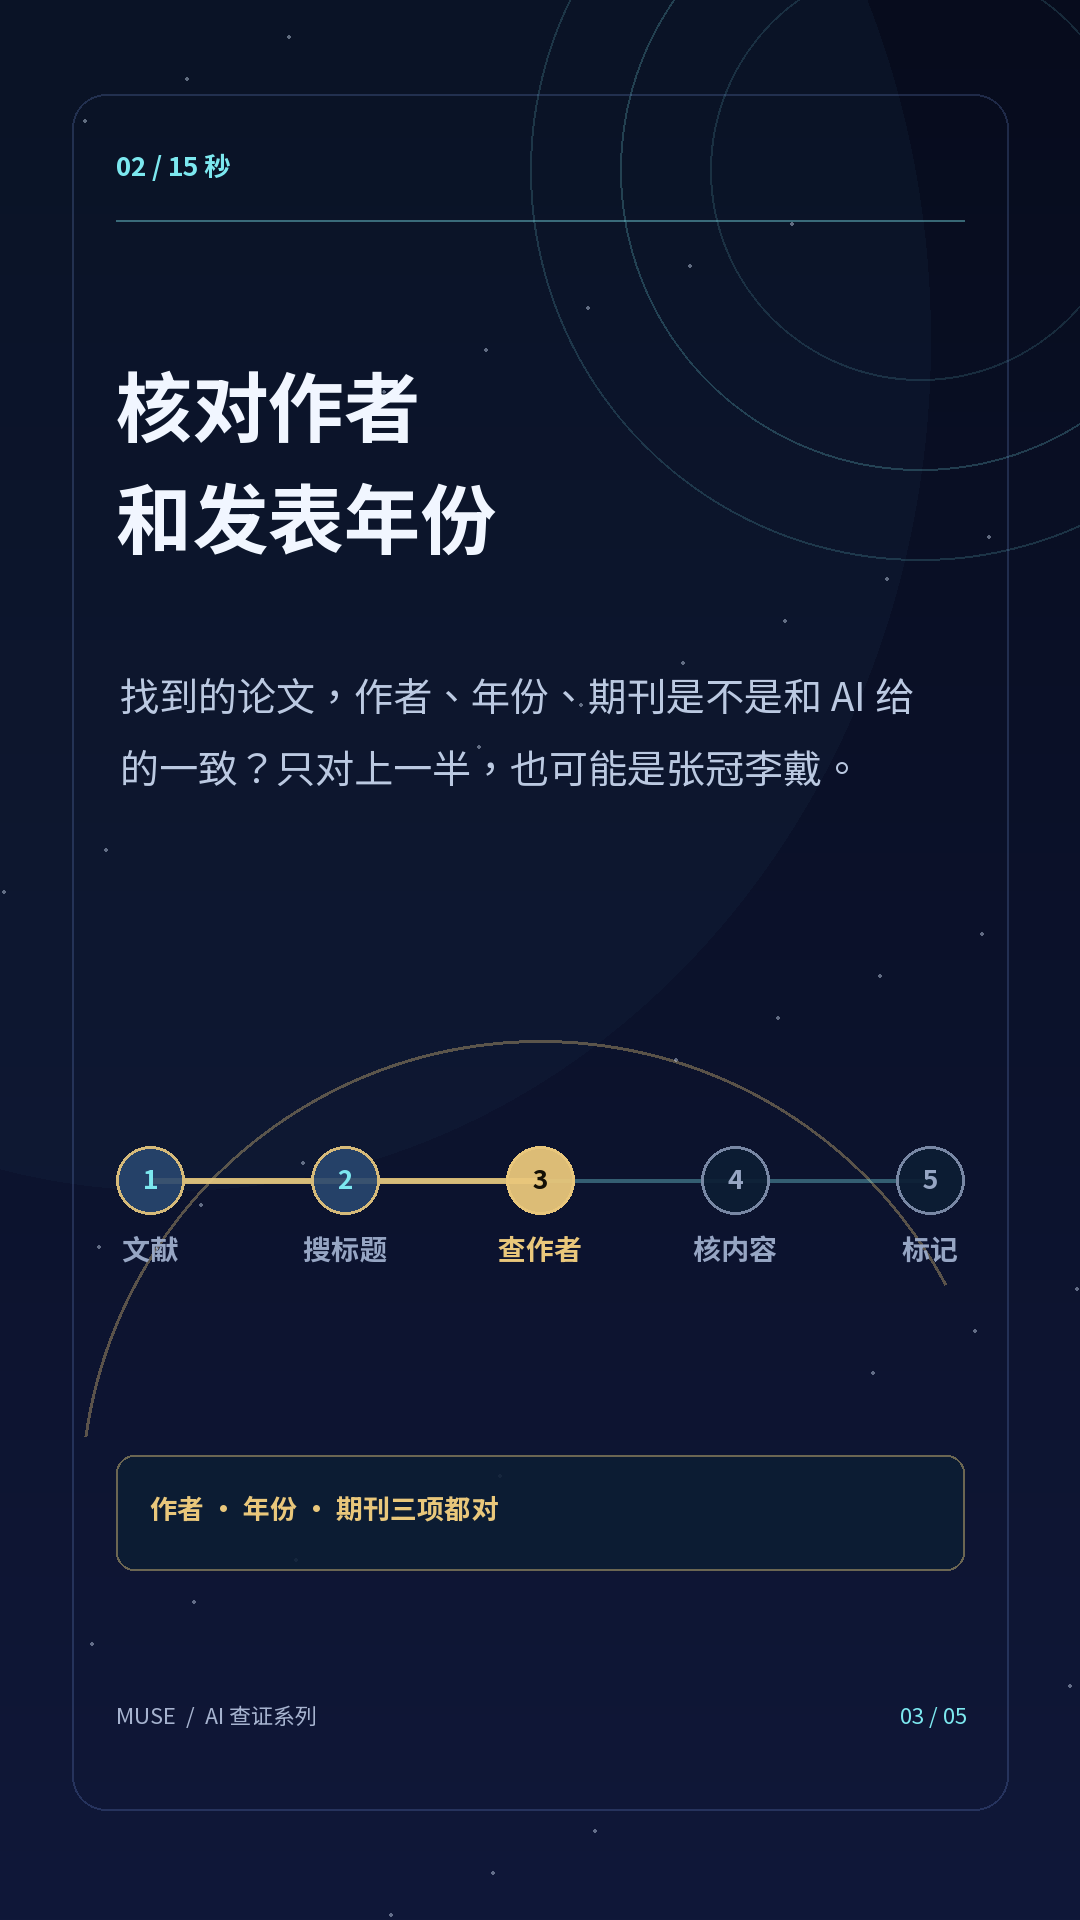 02 / 15 秒
核对作者
和发表年份
找到的论文，作者、年份、期刊是不是和 AI 给
的一致？只对上一半，也可能是张冠李戴。
1 2 3 4 5
文献 搜标题 查作者 核内容 标记
作者 · 年份 · 期刊三项都对
MUSE / AI 查证系列
03 / 05